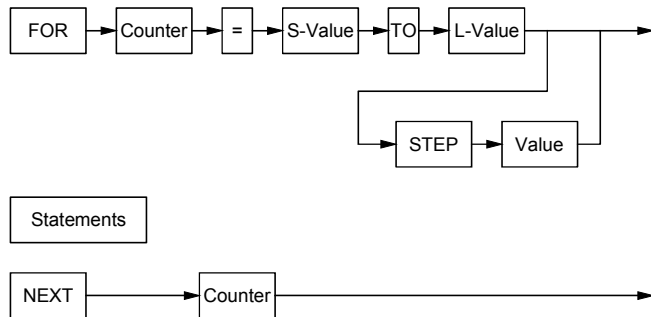 FOR Counter = S-Value TO L-Value
STEP Value
Statements
NEXT Counter